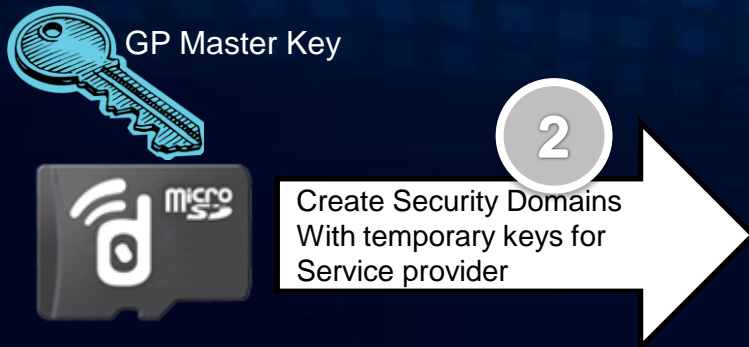 GP Master Key
2
micro
SD
Create Security Domains
With temporary keys for
Service provider